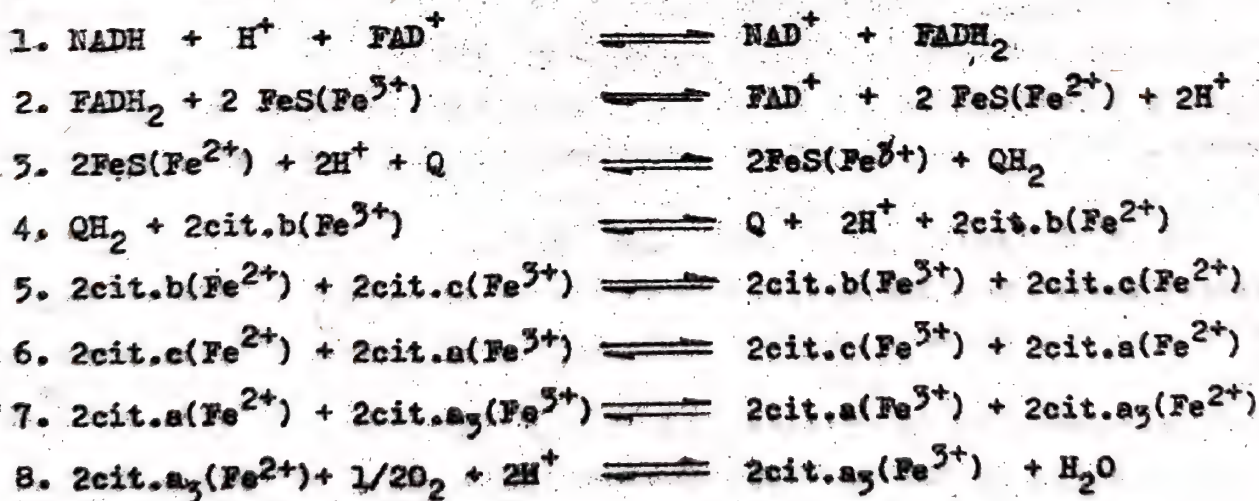 1. NADH + H⁺ + FAD⁺ ⇌ NAD⁺ + FADH₂
2. FADH₂ + 2 FeS(Fe³⁺) ⇌ FAD⁺ + 2 FeS(Fe²⁺) + 2H⁺
3. 2FeS(Fe²⁺) + 2H⁺ + Q ⇌ 2FeS(Fe³⁺) + QH₂
4. QH₂ + 2cit.b(Fe³⁺) ⇌ Q + 2H⁺ + 2cit.b(Fe²⁺)
5. 2cit.b(Fe²⁺) + 2cit.c(Fe³⁺) ⇌ 2cit.b(Fe³⁺) + 2cit.c(Fe²⁺)
6. 2cit.c(Fe²⁺) + 2cit.a(Fe³⁺) ⇌ 2cit.c(Fe³⁺) + 2cit.a(Fe²⁺)
7. 2cit.a(Fe²⁺) + 2cit.a₃(Fe³⁺) ⇌ 2cit.a(Fe³⁺) + 2cit.a₃(Fe²⁺)
8. 2cit.a₃(Fe²⁺)+ 1/2O₂ + 2H⁺ ⇌ 2cit.a₃(Fe³⁺) + H₂O